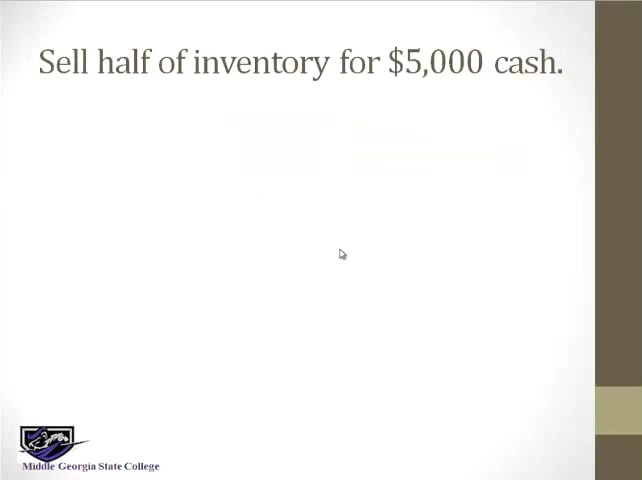 Sell half of inventory for $5,000 cash.
Middle Georgia State College